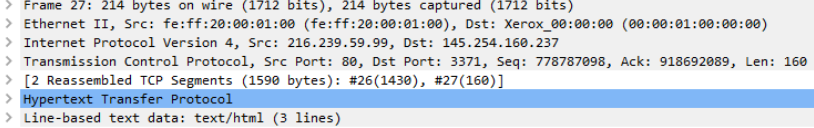 > Frame 27: 214 bytes on wire (1712 bits), 214 bytes captured (1712 bits)
> Ethernet II, Src: fe:ff:20:00:01:00 (fe:ff:20:00:01:00), Dst: Xerox_00:00:00 (00:00:01:00:00:00)
> Internet Protocol Version 4, Src: 216.239.59.99, Dst: 145.254.160.237
> Transmission Control Protocol, Src Port: 80, Dst Port: 3371, Seq: 778787098, Ack: 918692089, Len: 160
> [2 Reassembled TCP Segments (1590 bytes): #26(1430), #27(160)]
> Hypertext Transfer Protocol
> Line-based text data: text/html (3 lines)